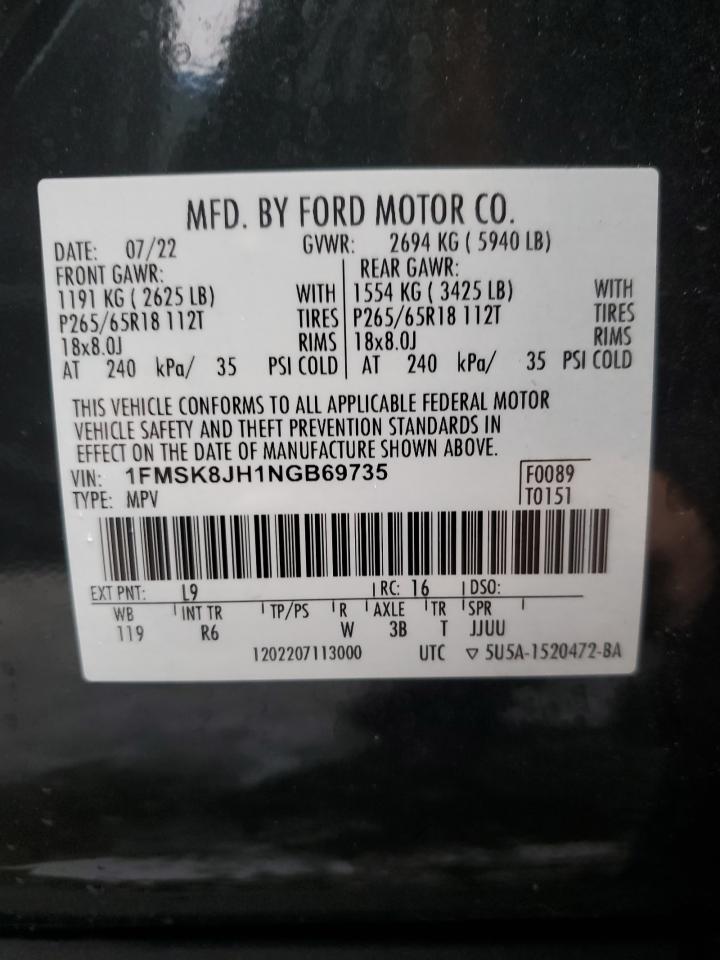 MFD. BY FORD MOTOR CO.
DATE: 07/22 GVWR: 2694 KG ( 5940 LB)
FRONT GAWR: REAR GAWR:
1191 KG ( 2625 LB) WITH 1554 KG ( 3425 LB) WITH
P265/65R18 112T TIRES P265/65R18 112T TIRES
18x8.0J RIMS 18x8.0J RIMS
AT 240 kPa/ 35 PSI COLD AT 240 kPa/ 35 PSI COLD
THIS VEHICLE CONFORMS TO ALL APPLICABLE FEDERAL MOTOR
VEHICLE SAFETY AND THEFT PREVENTION STANDARDS IN
EFFECT ON THE DATE OF MANUFACTURE SHOWN ABOVE.
VIN: 1FMSK8JH1NGB69735 F0089
TYPE: MPV T0151
EXT PNT: L9 RC: 16 DSO:
WB INT TR TP/PS R AXLE TR SPR
119 R6 W 3B T JJUU
1202207113000 UTC ▽ 5U5A-1520472-BA